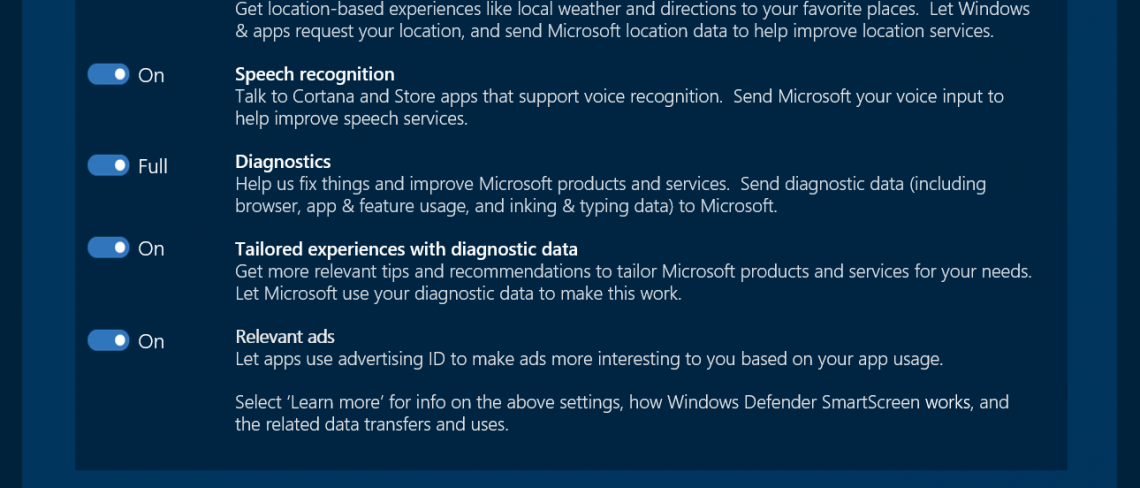 Get location-based experiences like local weather and directions to your favorite places.  Let Windows
& apps request your location, and send Microsoft location data to help improve location services.
On
Speech recognition
Talk to Cortana and Store apps that support voice recognition.  Send Microsoft your voice input to
help improve speech services.
Full
Diagnostics
Help us fix things and improve Microsoft products and services.  Send diagnostic data (including
browser, app & feature usage, and inking & typing data) to Microsoft.
On
Tailored experiences with diagnostic data
Get more relevant tips and recommendations to tailor Microsoft products and services for your needs.
Let Microsoft use your diagnostic data to make this work.
On
Relevant ads
Let apps use advertising ID to make ads more interesting to you based on your app usage.
Select ‘Learn more’ for info on the above settings, how Windows Defender SmartScreen works, and
the related data transfers and uses.